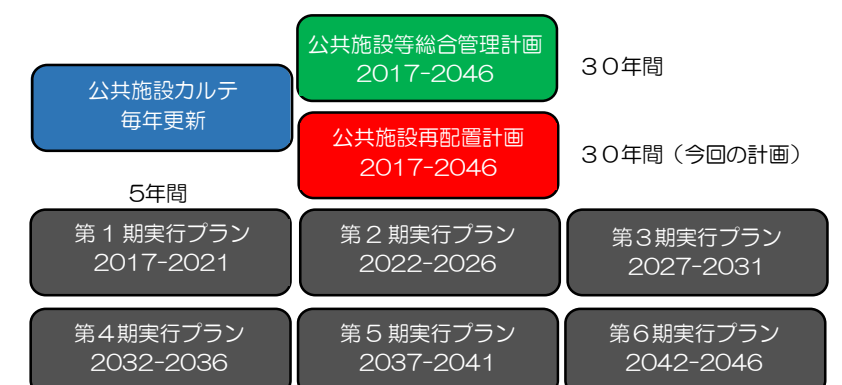 公共施設等総合管理計画
2017-2046
３０年間
公共施設カルテ
毎年更新
公共施設再配置計画
2017-2046
３０年間（今回の計画）
5年間
第１期実行プラン
2017-2021
第２期実行プラン
2022-2026
第３期実行プラン
2027-2031
第４期実行プラン
2032-2036
第５期実行プラン
2037-2041
第６期実行プラン
2042-2046